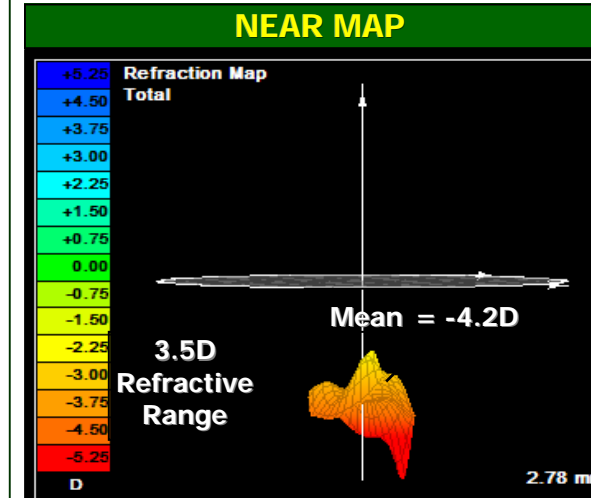 NEAR MAP
Refraction Map
Total
+5.25
+4.50
+3.75
+3.00
+2.25
+1.50
+0.75
0.00
-0.75
-1.50
-2.25
-3.00
-3.75
-4.50
-5.25
D
Mean = -4.2D
3.5D
Refractive
Range
2.78 m